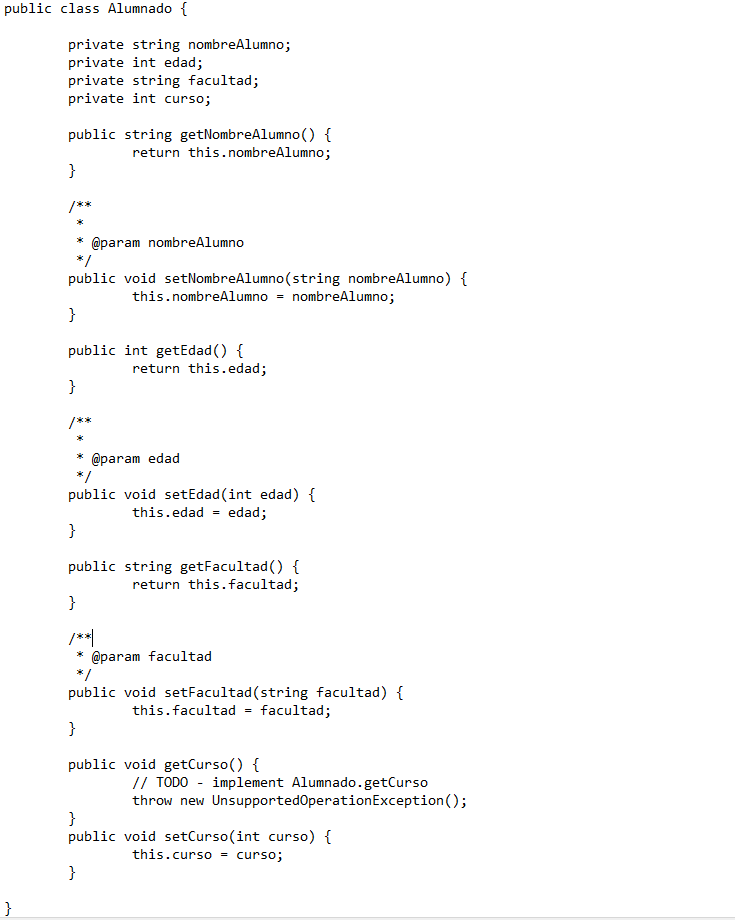 public class Alumnado {
private string nombreAlumno;
private int edad;
private string facultad;
private int curso;
public string getNombreAlumno() {
return this.nombreAlumno;
}
/**
*
* @param nombreAlumno
*/
public void setNombreAlumno(string nombreAlumno) {
this.nombreAlumno = nombreAlumno;
}
public int getEdad() {
return this.edad;
}
/**
*
* @param edad
*/
public void setEdad(int edad) {
this.edad = edad;
}
public string getFacultad() {
return this.facultad;
}
/**
* @param facultad
*/
public void setFacultad(string facultad) {
this.facultad = facultad;
}
public void getCurso() {
// TODO - implement Alumnado.getCurso
throw new UnsupportedOperationException();
}
public void setCurso(int curso) {
this.curso = curso;
}
}